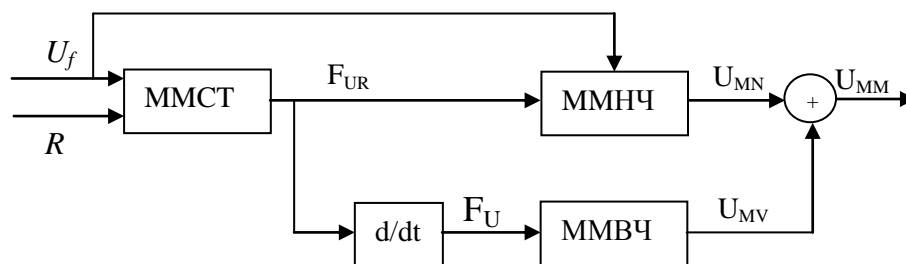 U_f
R
ММСТ
F_UR
ММНЧ
U_MN
+
U_MM
d/dt
F_U
ММВЧ
U_MV